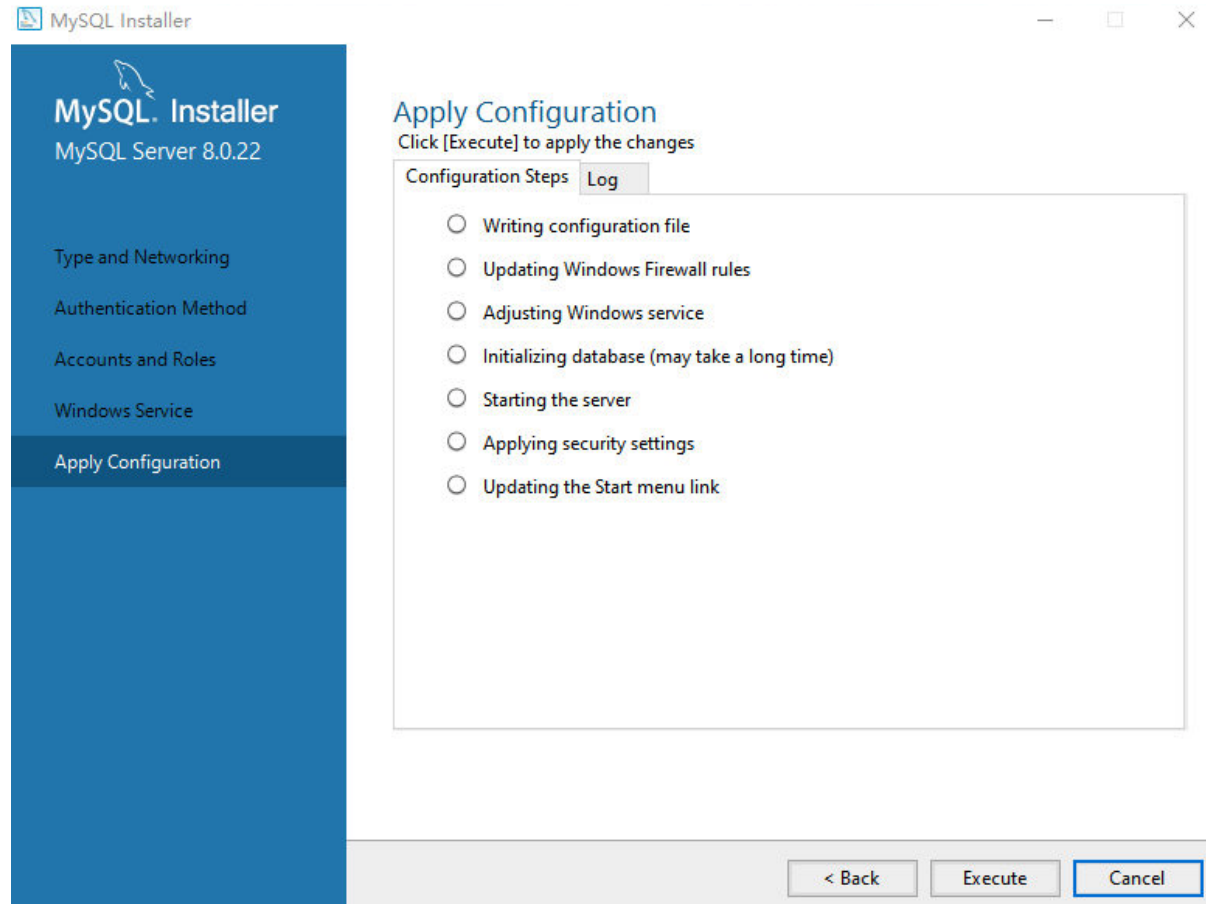 MySQL Installer
MySQL. Installer
MySQL Server 8.0.22
Type and Networking
Authentication Method
Accounts and Roles
Windows Service
Apply Configuration
Apply Configuration
Click [Execute] to apply the changes
Configuration Steps Log
Writing configuration file
Updating Windows Firewall rules
Adjusting Windows service
Initializing database (may take a long time)
Starting the server
Applying security settings
Updating the Start menu link
< Back Execute Cancel